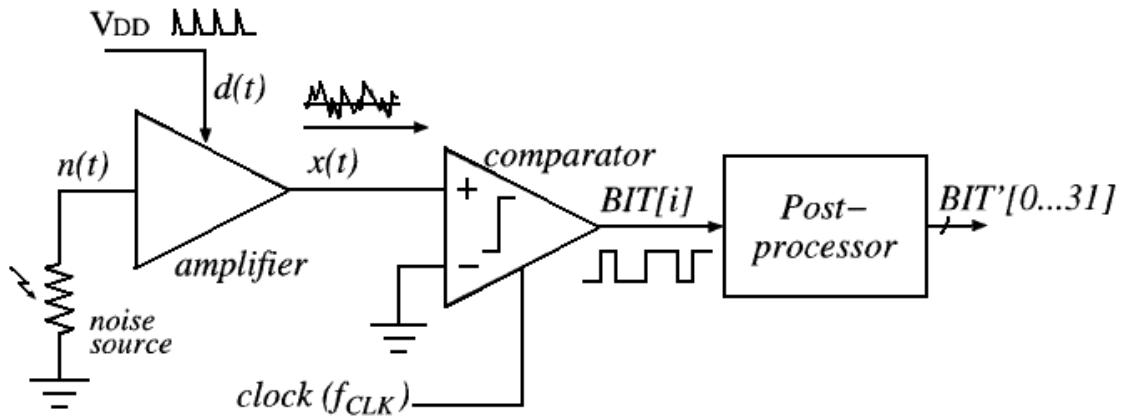 VDD
d(t)
n(t)
x(t)
comparator
+
−
BIT[i]
Post−
processor
BIT'[0...31]
amplifier
noise
source
clock (fCLK)